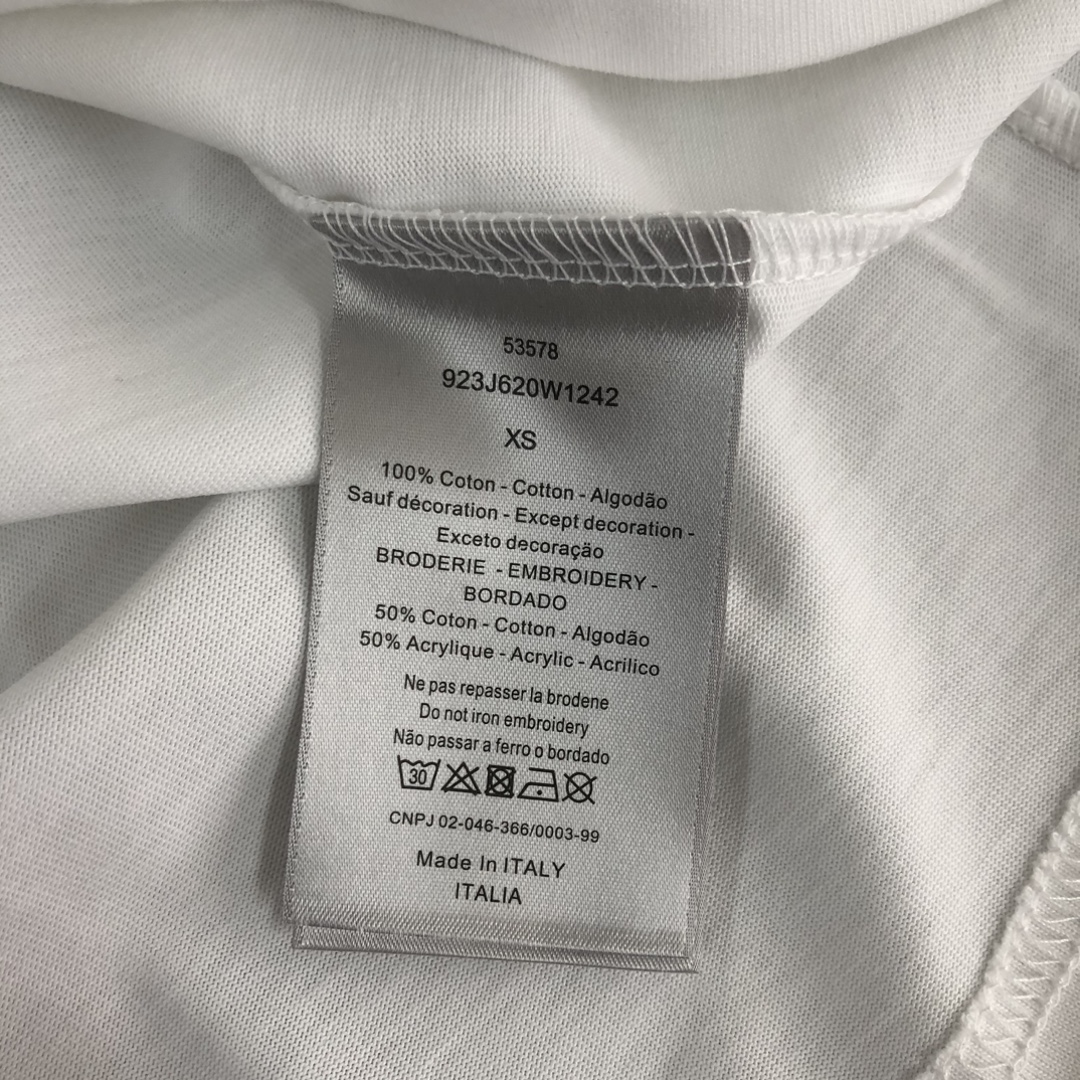 53578
923J620W1242
XS
100% Coton - Cotton - Algodão
Sauf décoration - Except decoration -
Exceto decoração
BRODERIE - EMBROIDERY -
BORDADO
50% Coton - Cotton - Algodão
50% Acrylique - Acrylic - Acrilico
Ne pas repasser la brodene
Do not iron embroidery
Não passar a ferro o bordado
30
CNPJ 02-046-366/0003-99
Made In ITALY
ITALIA